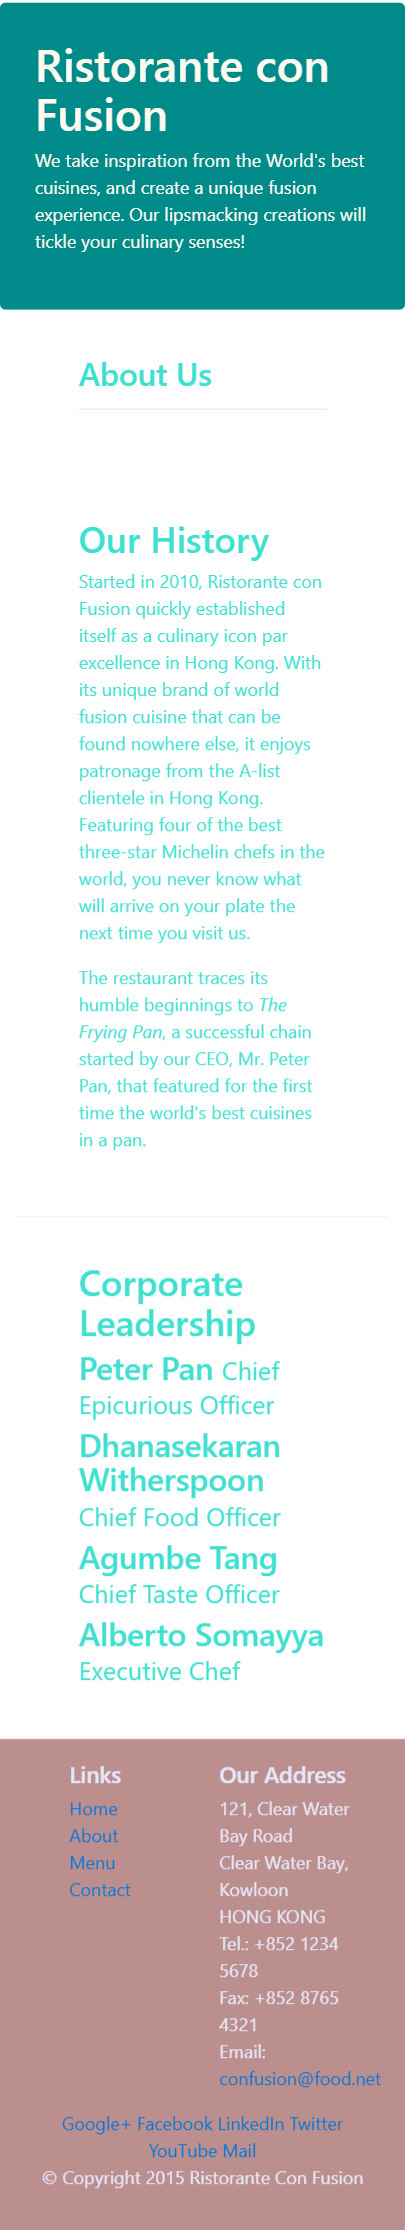 Ristorante con
Fusion
We take inspiration from the World's best
cuisines, and create a unique fusion
experience. Our lipsmacking creations will
tickle your culinary senses!
About Us
Our History
Started in 2010, Ristorante con
Fusion quickly established
itself as a culinary icon par
excellence in Hong Kong. With
its unique brand of world
fusion cuisine that can be
found nowhere else, it enjoys
patronage from the A-list
clientele in Hong Kong.
Featuring four of the best
three-star Michelin chefs in the
world, you never know what
will arrive on your plate the
next time you visit us.
The restaurant traces its
humble beginnings to The
Frying Pan, a successful chain
started by our CEO, Mr. Peter
Pan, that featured for the first
time the world's best cuisines
in a pan.
Corporate
Leadership
Peter Pan Chief
Epicurious Officer
Dhanasekaran
Witherspoon
Chief Food Officer
Agumbe Tang
Chief Taste Officer
Alberto Somayya
Executive Chef
Links
Home
About
Menu
Contact
Our Address
121, Clear Water
Bay Road
Clear Water Bay,
Kowloon
HONG KONG
Tel.: +852 1234
5678
Fax: +852 8765
4321
Email:
confusion@food.net
Google+ Facebook LinkedIn Twitter
YouTube Mail
© Copyright 2015 Ristorante Con Fusion